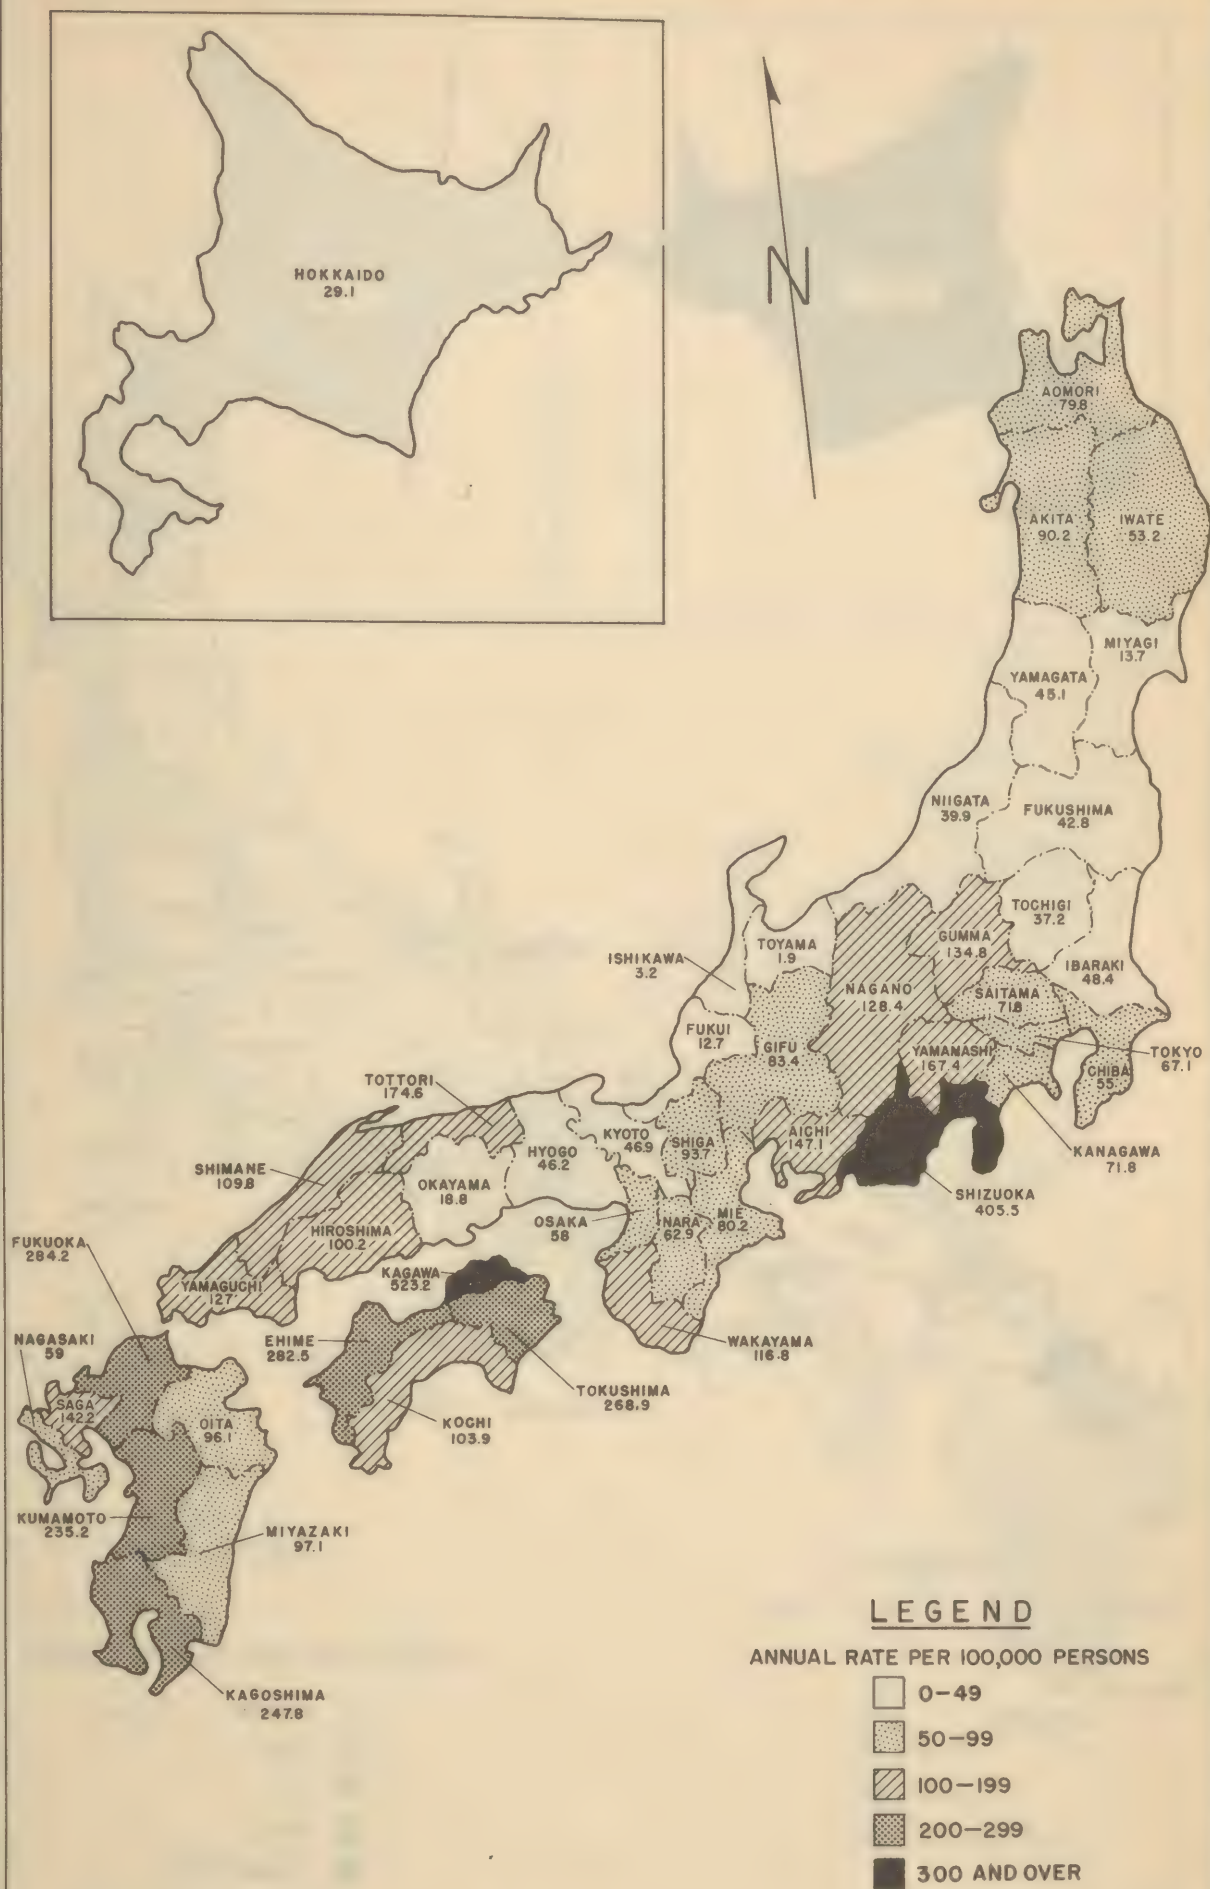 HOKKAIDO
29.1
N
AOMORI
79.8
AKITA
90.2
IWATE
53.2
MIYAGI
13.7
YAMAGATA
45.1
NIIGATA
39.9
FUKUSHIMA
42.8
TOCHIGI
37.2
GUMMA
134.8
TOYAMA
1.9
ISHIKAWA
3.2
IBARAKI
48.4
NAGANO
128.4
SAITAMA
71.8
FUKUI
12.7
GIFU
83.4
YAMANASHI
167.4
TOKYO
67.1
CHIBA
55
TOTTORI
174.6
KYOTO
46.9
SHIGA
93.7
AICHI
147.1
HYOGO
46.2
KANAGAWA
71.8
SHIMANE
109.8
OKAYAMA
18.8
SHIZUOKA
405.5
HIROSHIMA
100.2
OSAKA
58
NARA
62.9
MIE
80.2
FUKUOKA
284.2
KAGAWA
523.2
YAMAGUCHI
127
NAGASAKI
59
EHIME
282.5
WAKAYAMA
116.8
TOKUSHIMA
268.9
SAGA
142.2
OITA
96.1
KOCHI
103.9
KUMAMOTO
235.2
MIYAZAKI
97.1
KAGOSHIMA
247.8
LEGEND
ANNUAL RATE PER 100,000 PERSONS
0-49
50-99
100-199
200-299
300 AND OVER